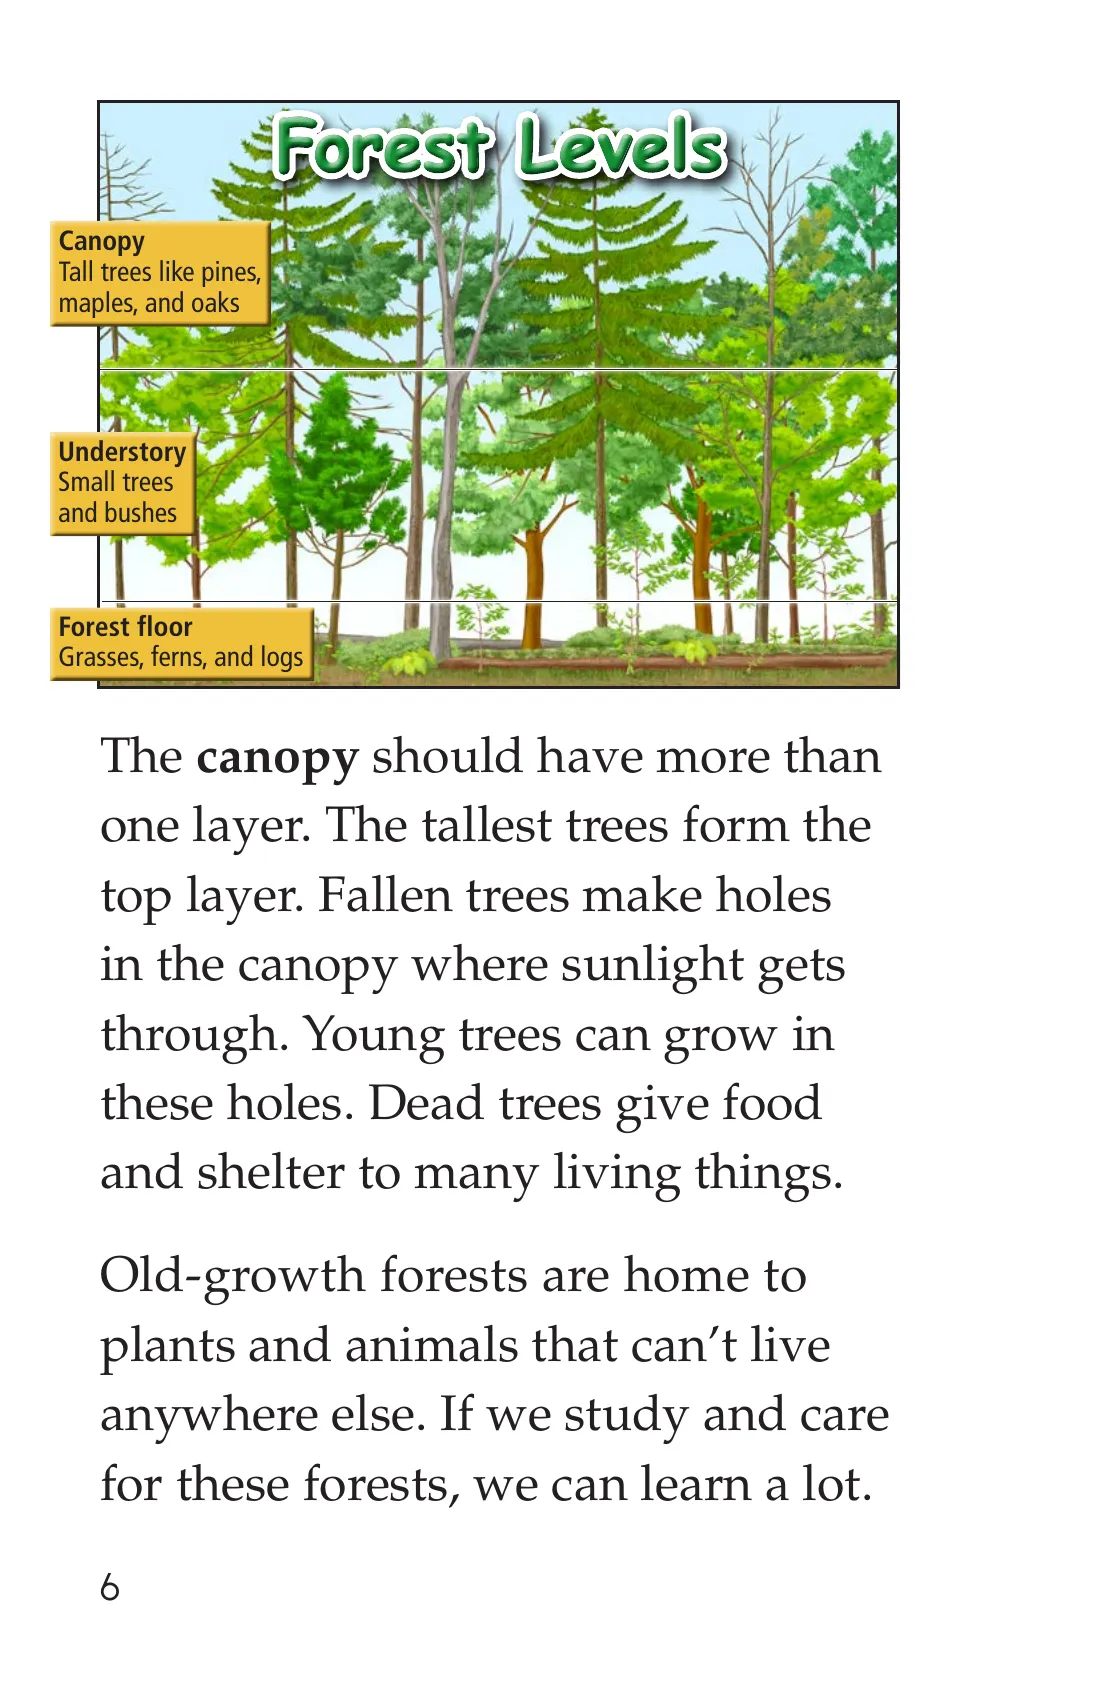 Forest Levels
Canopy
Tall trees like pines,
maples, and oaks
Understory
Small trees
and bushes
Forest floor
Grasses, ferns, and logs
The canopy should have more than
one layer. The tallest trees form the
top layer. Fallen trees make holes
in the canopy where sunlight gets
through. Young trees can grow in
these holes. Dead trees give food
and shelter to many living things.
Old-growth forests are home to
plants and animals that can’t live
anywhere else. If we study and care
for these forests, we can learn a lot.
6